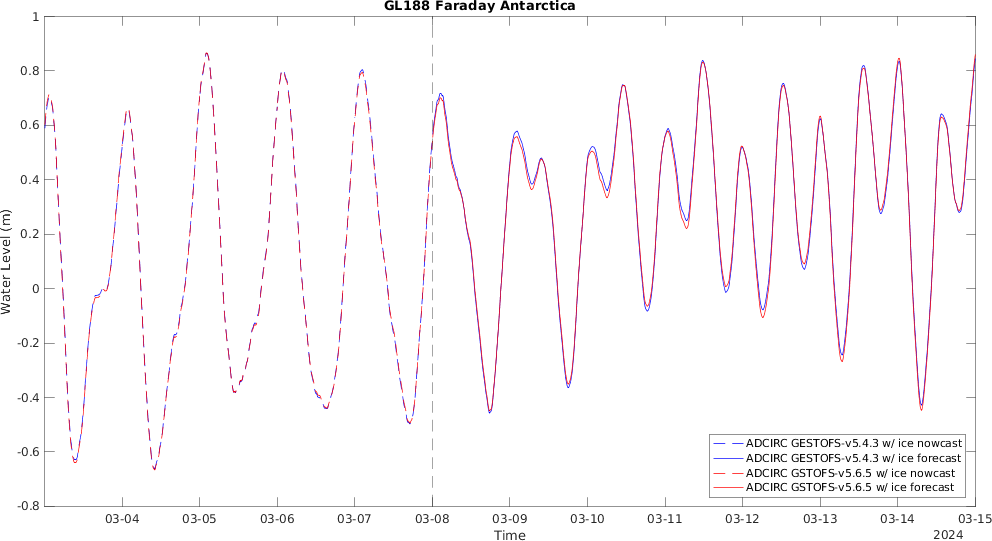 GL188 Faraday Antarctica
1
0.8
0.6
0.4
0.2
0
-0.2
-0.4
-0.6
-0.8
Water Level (m)
ADCIRC GESTOFS-v5.4.3 w/ ice nowcast
ADCIRC GESTOFS-v5.4.3 w/ ice forecast
ADCIRC GSTOFS-v5.6.5 w/ ice nowcast
ADCIRC GSTOFS-v5.6.5 w/ ice forecast
03-04 03-05 03-06 03-07 03-08 03-09 03-10 03-11 03-12 03-13 03-14 03-15
Time
2024